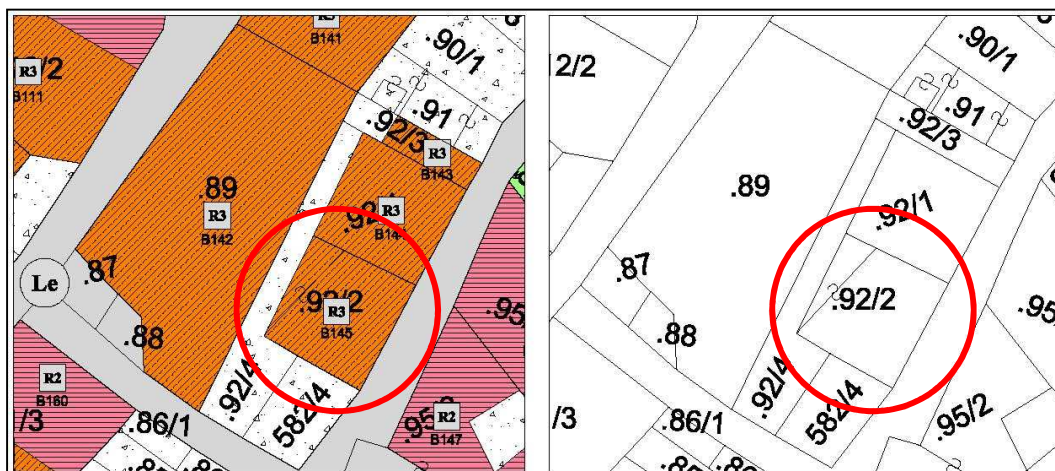 B141
.90/1
R3
/2
B111
.91
.92/3
R3
B143
.89
R3
B142
R3
.87
Le
.92/2
R3
B145
.88
R2
B160
/3
.86/1
.92/4
582/4
R2
B147
.90/1
2/2
.91
.92/3
.89
.92/1
.87
.92/2
.88
.92/4
582/4
.95/2
/3
.86/1